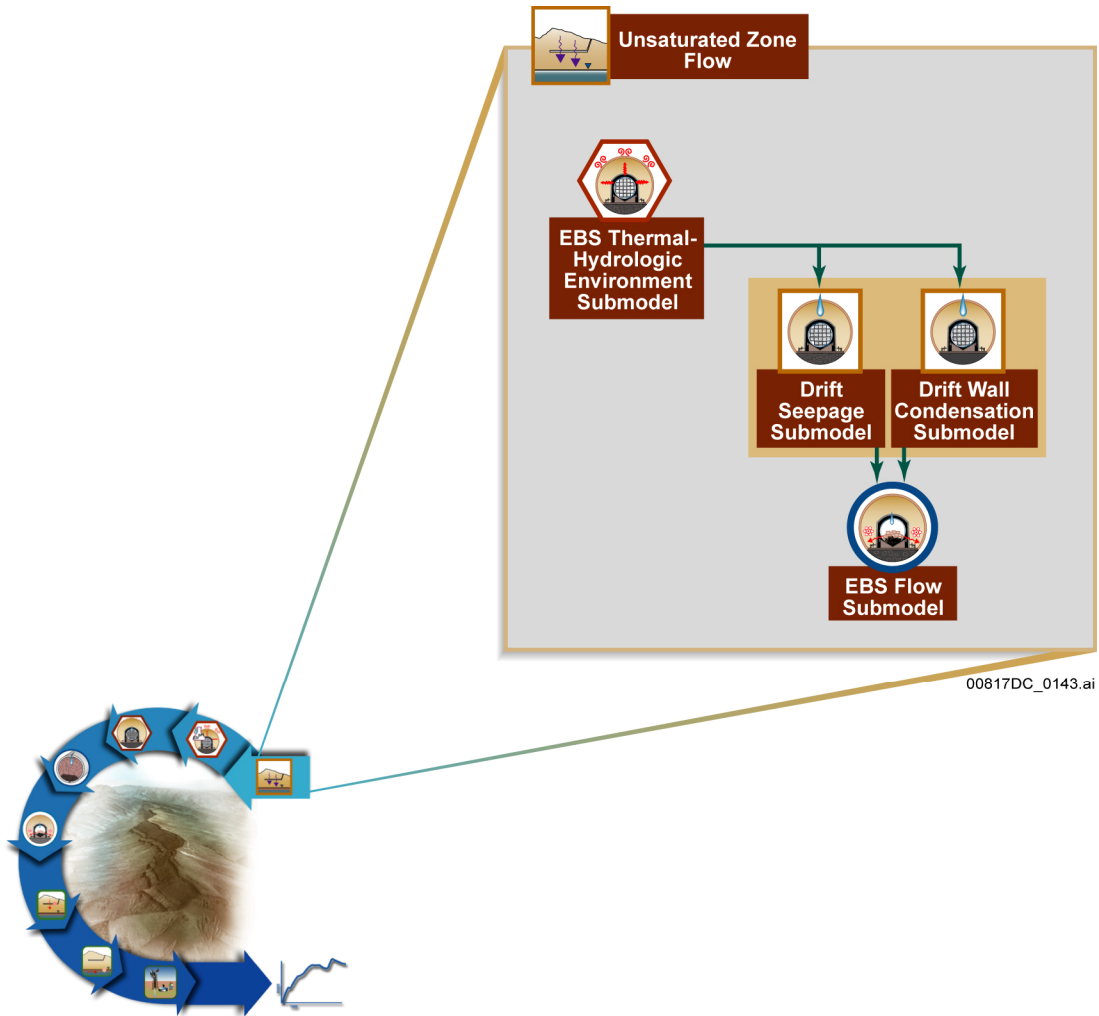 Unsaturated Zone
Flow
EBS Thermal-
Hydrologic
Environment
Submodel
Drift
Seepage
Submodel
Drift Wall
Condensation
Submodel
EBS Flow
Submodel
00817DC_0143.ai